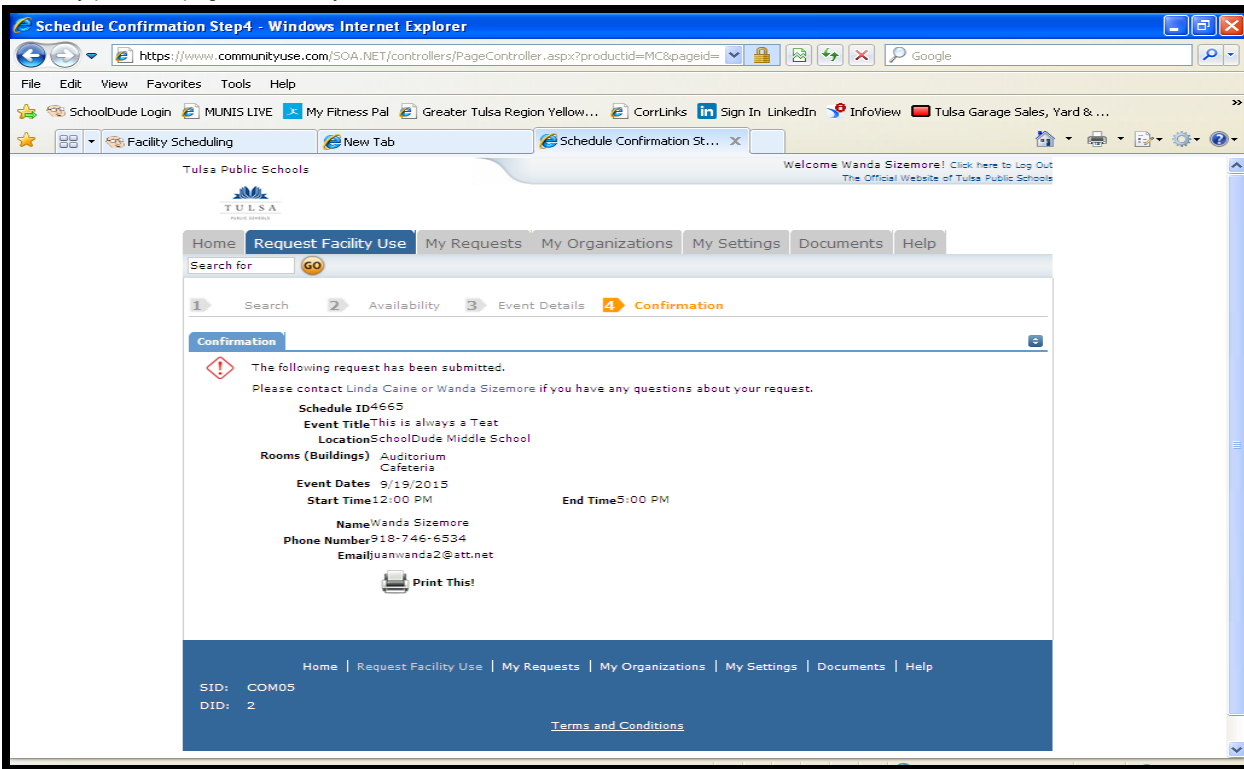 Schedule Confirmation Step4 - Windows Internet Explorer
https://www.communityuse.com/SOA.NET/controllers/PageController.aspx?productid=MC&pageid=
Google
File Edit View Favorites Tools Help
SchoolDude Login MUNIS LIVE My Fitness Pal Greater Tulsa Region Yellow... CorrLinks Sign In LinkedIn InfoView Tulsa Garage Sales, Yard & ...
Facility Scheduling New Tab Schedule Confirmation St... X
Tulsa Public Schools
Welcome Wanda Sizemore! Click here to Log Out
The Official Website of Tulsa Public Schools
TULSA
PUBLIC SCHOOLS
Home Request Facility Use My Requests My Organizations My Settings Documents Help
Search for GO
1 Search 2 Availability 3 Event Details 4 Confirmation
Confirmation
The following request has been submitted.
Please contact Linda Caine or Wanda Sizemore if you have any questions about your request.
Schedule ID 4665
Event Title This is always a Teat
Location SchoolDude Middle School
Rooms (Buildings) Auditorium
Cafeteria
Event Dates 9/19/2015
Start Time 12:00 PM End Time 5:00 PM
Name Wanda Sizemore
Phone Number 918-746-6534
Email juanwanda2@att.net
Print This!
Home | Request Facility Use | My Requests | My Organizations | My Settings | Documents | Help
SID: COM05
DID: 2
Terms and Conditions